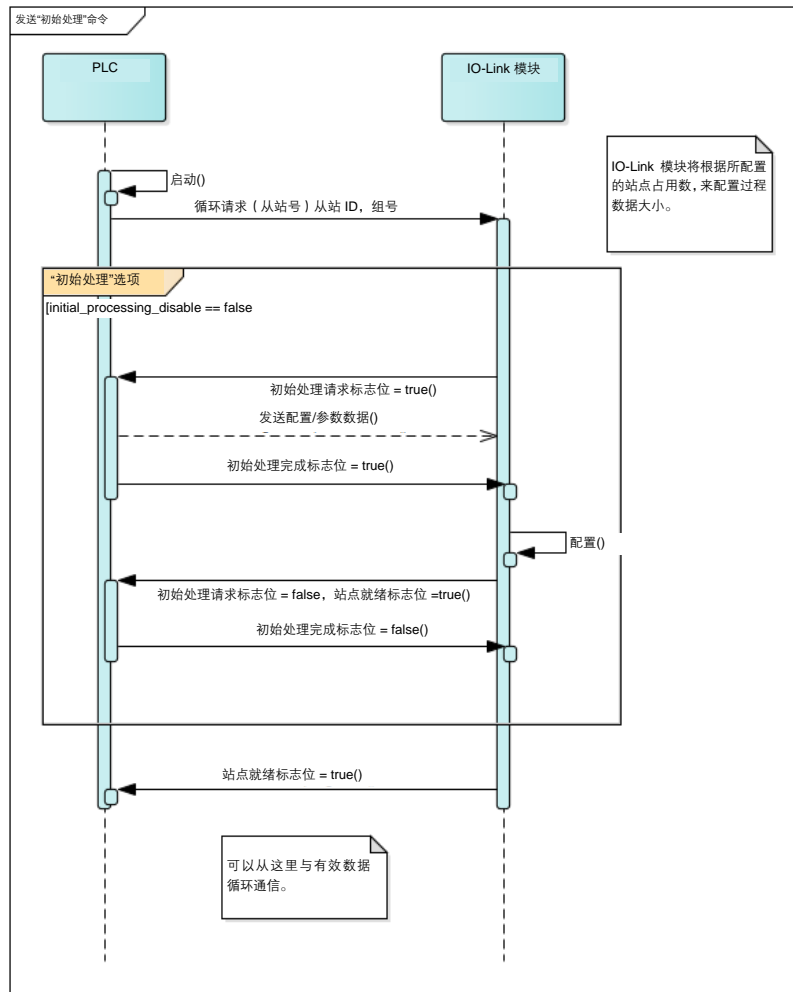 发送“初始处理”命令
PLC
IO-Link 模块
IO-Link 模块将根据所配置
的站点占用数，来配置过程
数据大小。
启动()
循环请求（从站号）从站 ID，组号
“初始处理”选项
[initial_processing_disable == false
初始处理请求标志位 = true()
发送配置/参数数据()
初始处理完成标志位 = true()
配置()
初始处理请求标志位 = false，站点就绪标志位 =true()
初始处理完成标志位 = false()
站点就绪标志位 = true()
可以从这里与有效数据
循环通信。